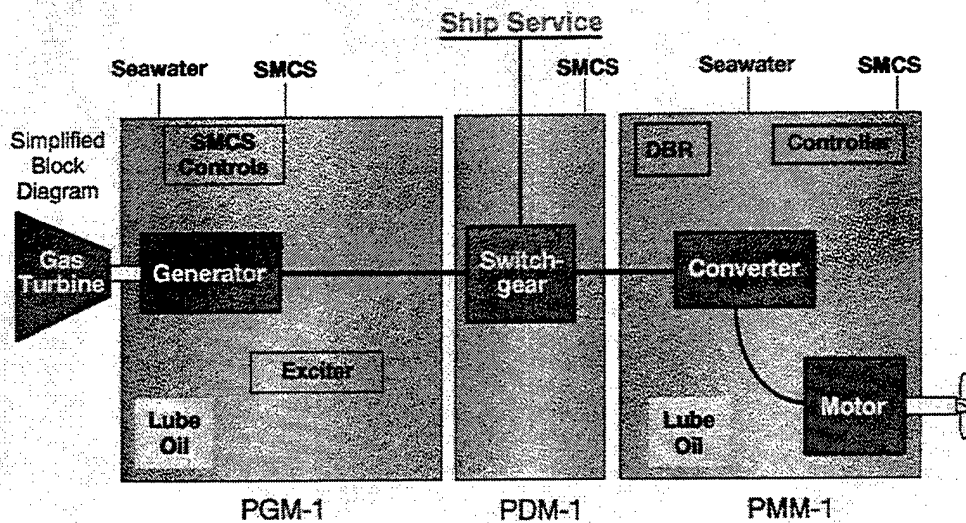 Ship Service
Seawater
SMCS
SMCS
Seawater
SMCS
Simplified
Block
Diagram
SMCS
Controls
DBR
Controller
Gas
Turbine
Generator
Switch-
gear
Converter
Exciter
Motor
Lube
Oil
Lube
Oil
PGM-1
PDM-1
PMM-1